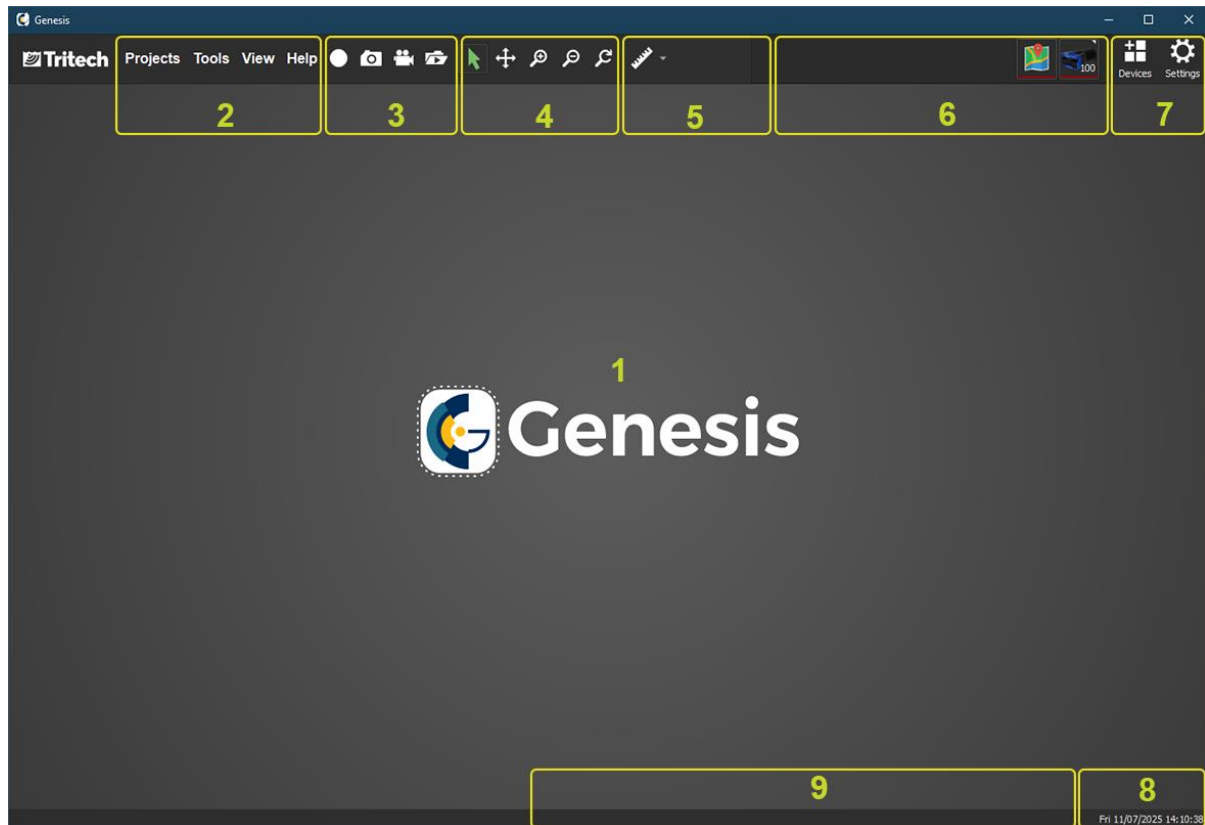 Genesis
Tritech Projects Tools View Help 100 Devices Settings
2 3 4 5 6 7
1
Genesis
9 8
Fri 11/07/2025 14:10:38